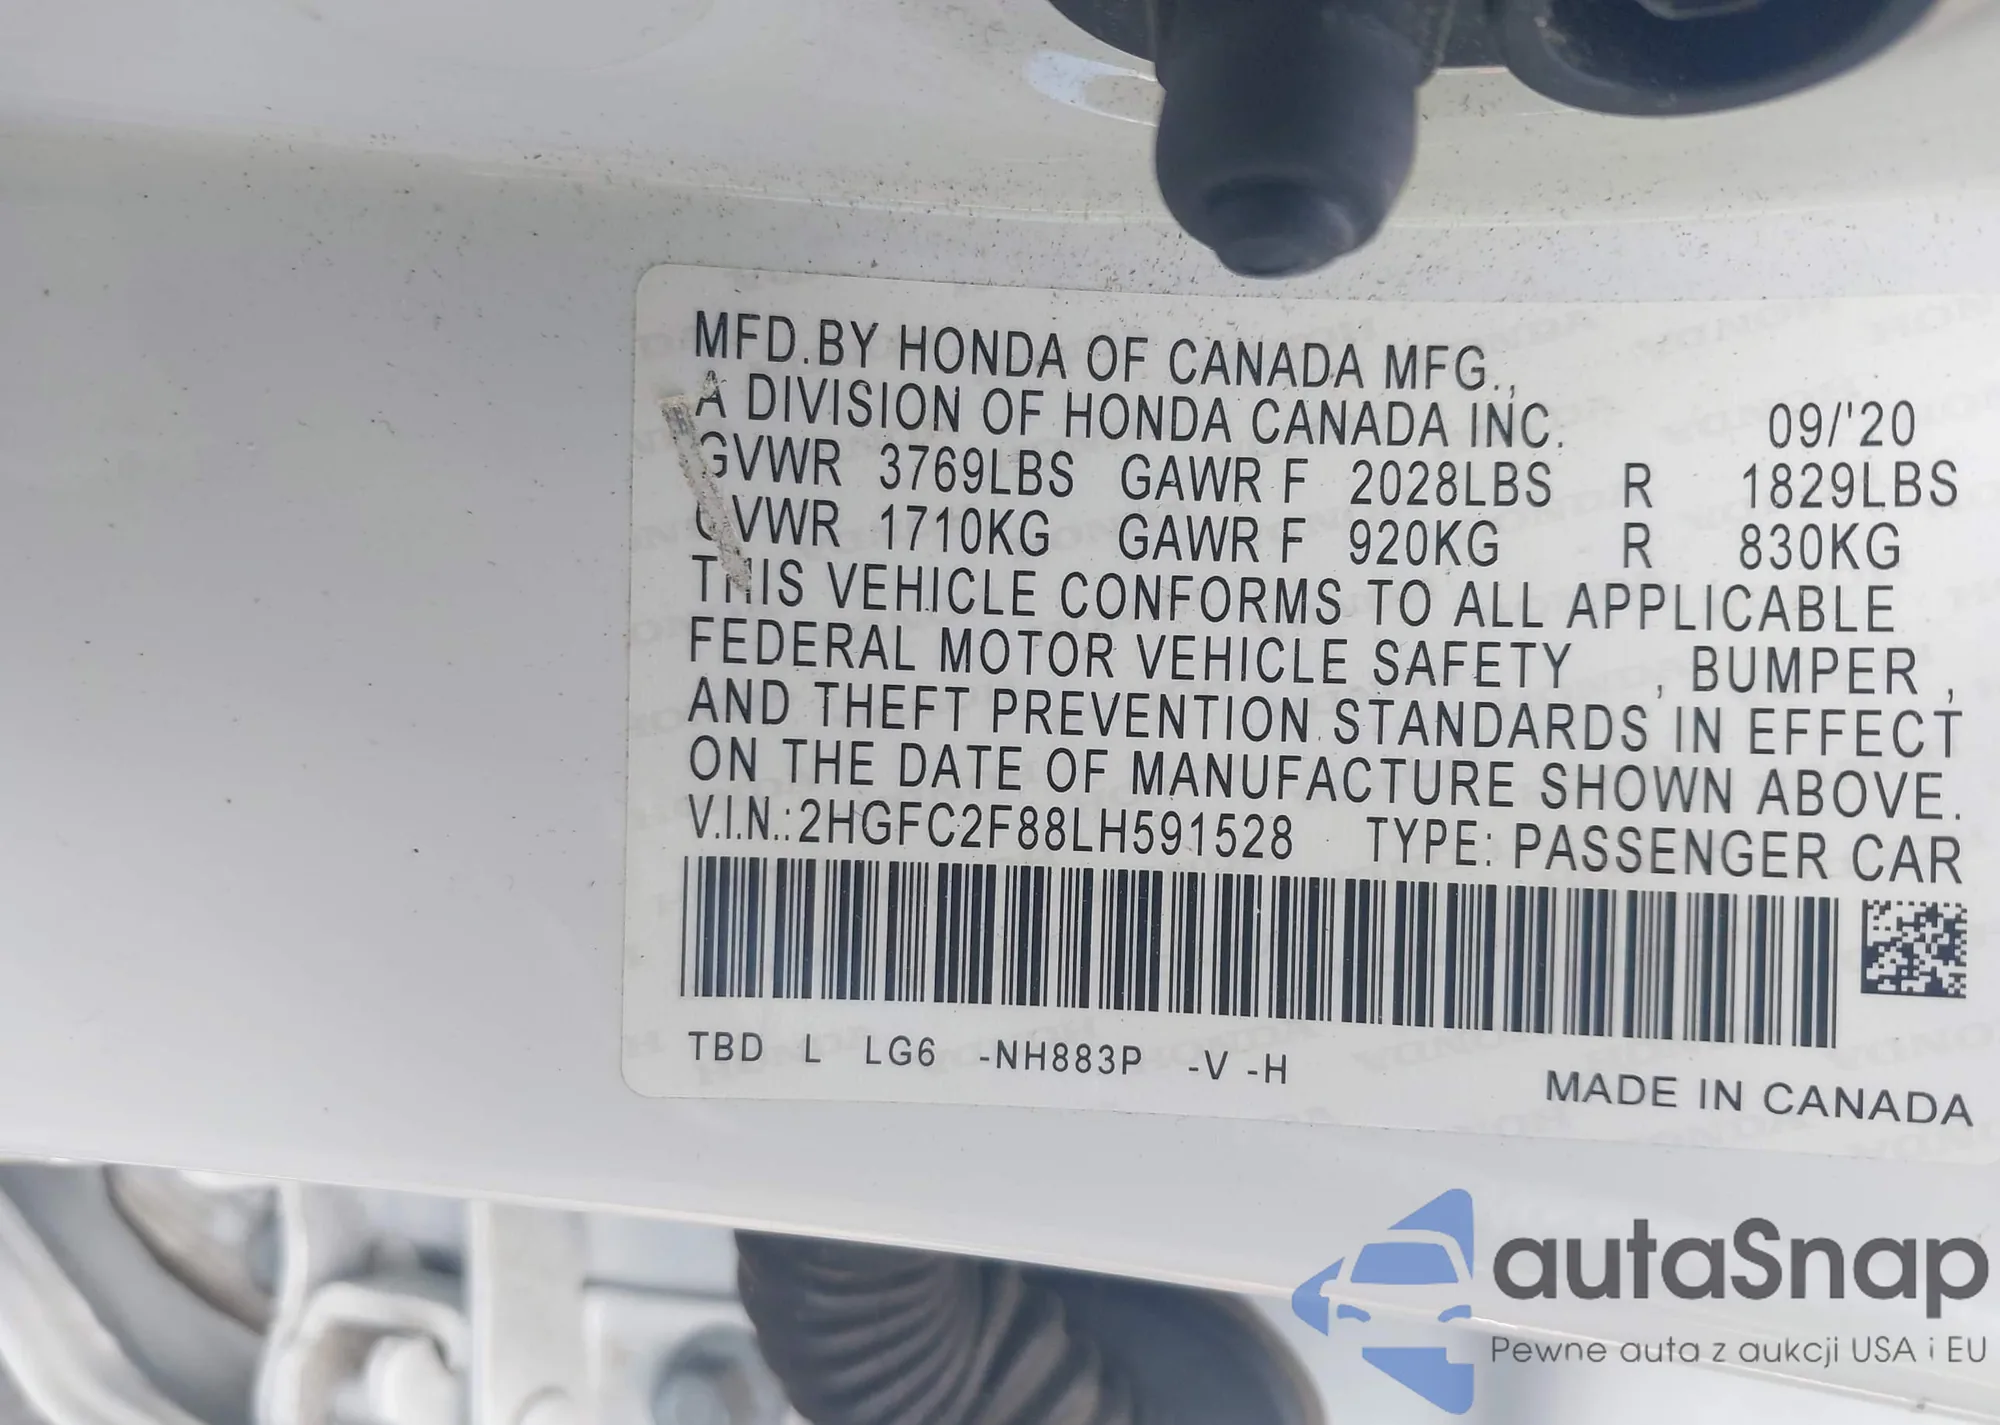 MFD.BY HONDA OF CANADA MFG.,
A DIVISION OF HONDA CANADA INC. 09/'20
GVWR 3769LBS GAWR F 2028LBS R 1829LBS
GVWR 1710KG GAWR F 920KG R 830KG
THIS VEHICLE CONFORMS TO ALL APPLICABLE
FEDERAL MOTOR VEHICLE SAFETY , BUMPER ,
AND THEFT PREVENTION STANDARDS IN EFFECT
ON THE DATE OF MANUFACTURE SHOWN ABOVE.
V.I.N.:2HGFC2F88LH591528 TYPE: PASSENGER CAR
TBD L LG6 -NH883P -V -H
MADE IN CANADA
autaSnap
Pewne auta z aukcji USA i EU